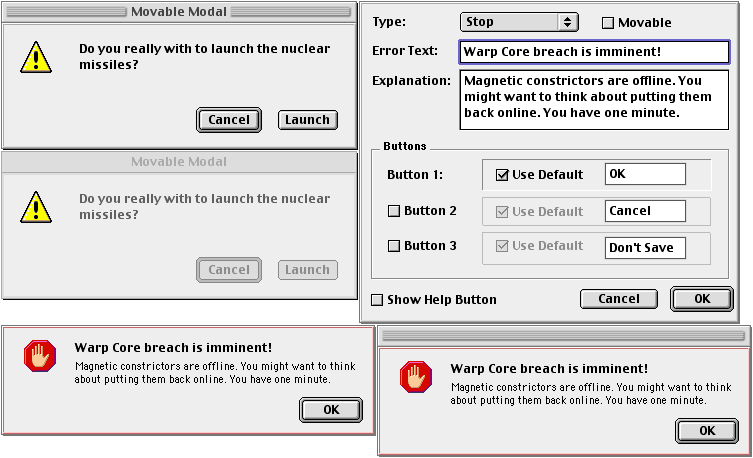 Movable Modal
Do you really with to launch the nuclear
missiles?
Cancel
Launch
Movable Modal
Do you really with to launch the nuclear
missiles?
Cancel
Launch
Type: Stop Movable
Error Text: Warp Core breach is imminent!
Explanation: Magnetic constrictors are offline. You
might want to think about putting them
back online. You have one minute.
Buttons
Button 1: Use Default OK
Button 2 Use Default Cancel
Button 3 Use Default Don't Save
Show Help Button Cancel OK
Warp Core breach is imminent!
Magnetic constrictors are offline. You might want to think
about putting them back online. You have one minute.
OK
Warp Core breach is imminent!
Magnetic constrictors are offline. You might want to think
about putting them back online. You have one minute.
OK